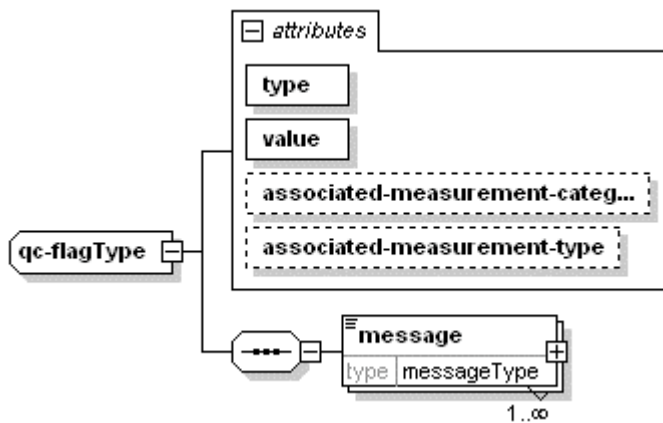 attributes
type
value
associated-measurement-categ...
associated-measurement-type
qc-flagType
message
type messageType
1..∞